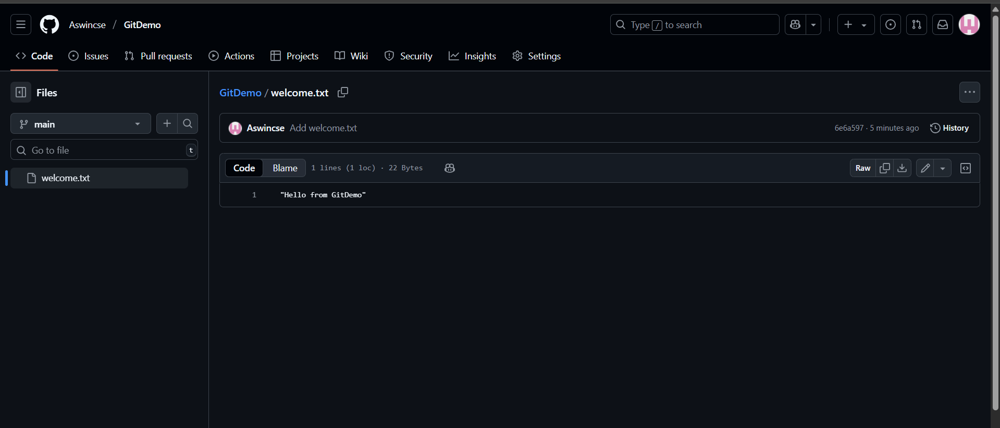 Aswincse / GitDemo
Type / to search
Code Issues Pull requests Actions Projects Wiki Security Insights Settings
Files
main
Go to file t
welcome.txt
GitDemo / welcome.txt
Aswincse Add welcome.txt 6e6a597 · 5 minutes ago History
Code Blame 1 lines (1 loc) · 22 Bytes Raw
1 "Hello from GitDemo"